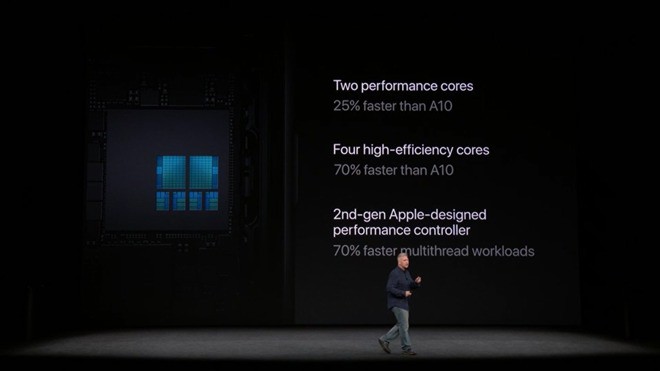 Two performance cores
25% faster than A10
Four high-efficiency cores
70% faster than A10
2nd-gen Apple-designed
performance controller
70% faster multithread workloads